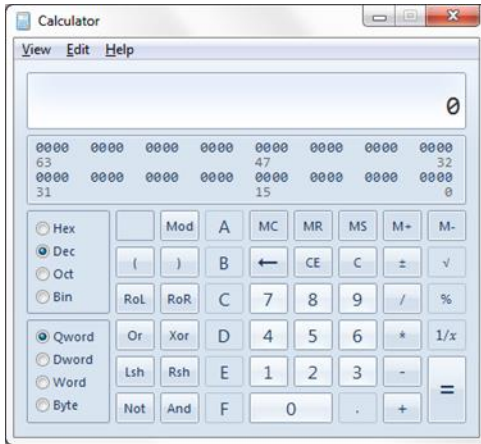 Calculator
View Edit Help
0
0000 0000 0000 0000 0000 0000 0000 0000
63 47 32
0000 0000 0000 0000 0000 0000 0000 0000
31 15 0
Hex Mod A MC MR MS M+ M-
Dec ( ) B ← CE C ± √
Oct
Bin RoL RoR C 7 8 9 / %
Qword Or Xor D 4 5 6 * 1/x
Dword
Word Lsh Rsh E 1 2 3 - =
Byte Not And F 0 . +